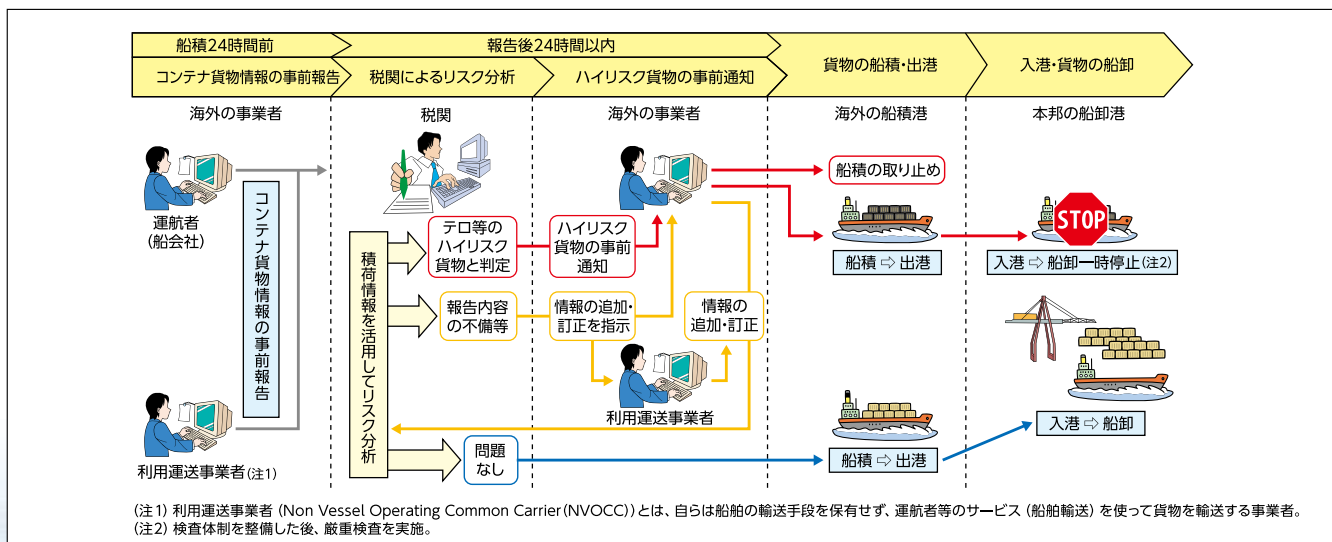 船積24時間前
報告後24時間以内
コンテナ貨物情報の事前報告
税関によるリスク分析
ハイリスク貨物の事前通知
貨物の船積・出港
入港・貨物の船卸
海外の事業者
税関
海外の事業者
海外の船積港
本邦の船卸港
運航者
(船会社)
コンテナ貨物情報の事前報告
利用運送事業者(注1)
積荷情報を活用してリスク分析
テロ等の
ハイリスク
貨物と判定
ハイリスク
貨物の事前
通知
報告内容
の不備等
情報の追加・
訂正を指示
情報の
追加・訂正
利用運送事業者
問題
なし
船積の取り止め
船積⇨出港
STOP
入港⇨船卸一時停止(注2)
船積⇨出港
入港⇨船卸
(注1) 利用運送事業者 (Non Vessel Operating Common Carrier(NVOCC))とは、自らは船舶の輸送手段を保有せず、運航者等のサービス (船舶輸送) を使って貨物を輸送する事業者。
(注2) 検査体制を整備した後、厳重検査を実施。